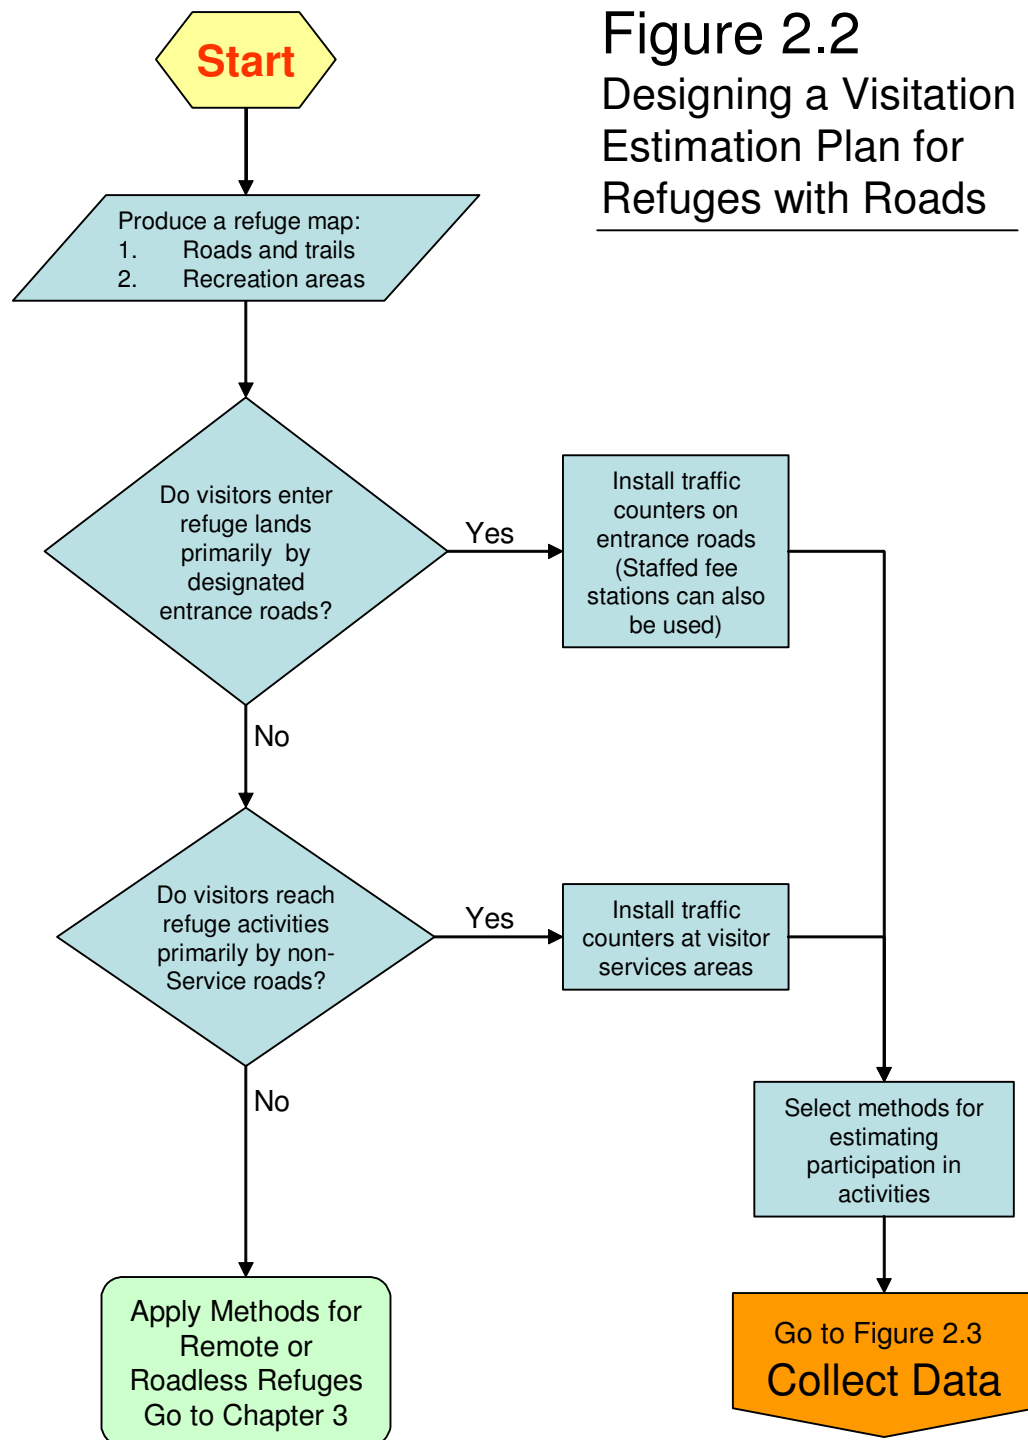 Figure 2.2
Designing a Visitation
Estimation Plan for
Refuges with Roads
Start
Produce a refuge map:
1. Roads and trails
2. Recreation areas
Do visitors enter
refuge lands
primarily by
designated
entrance roads?
Yes
Install traffic
counters on
entrance roads
(Staffed fee
stations can also
be used)
No
Do visitors reach
refuge activities
primarily by non-
Service roads?
Yes
Install traffic
counters at visitor
services areas
No
Select methods for
estimating
participation in
activities
Apply Methods for
Remote or
Roadless Refuges
Go to Chapter 3
Go to Figure 2.3
Collect Data